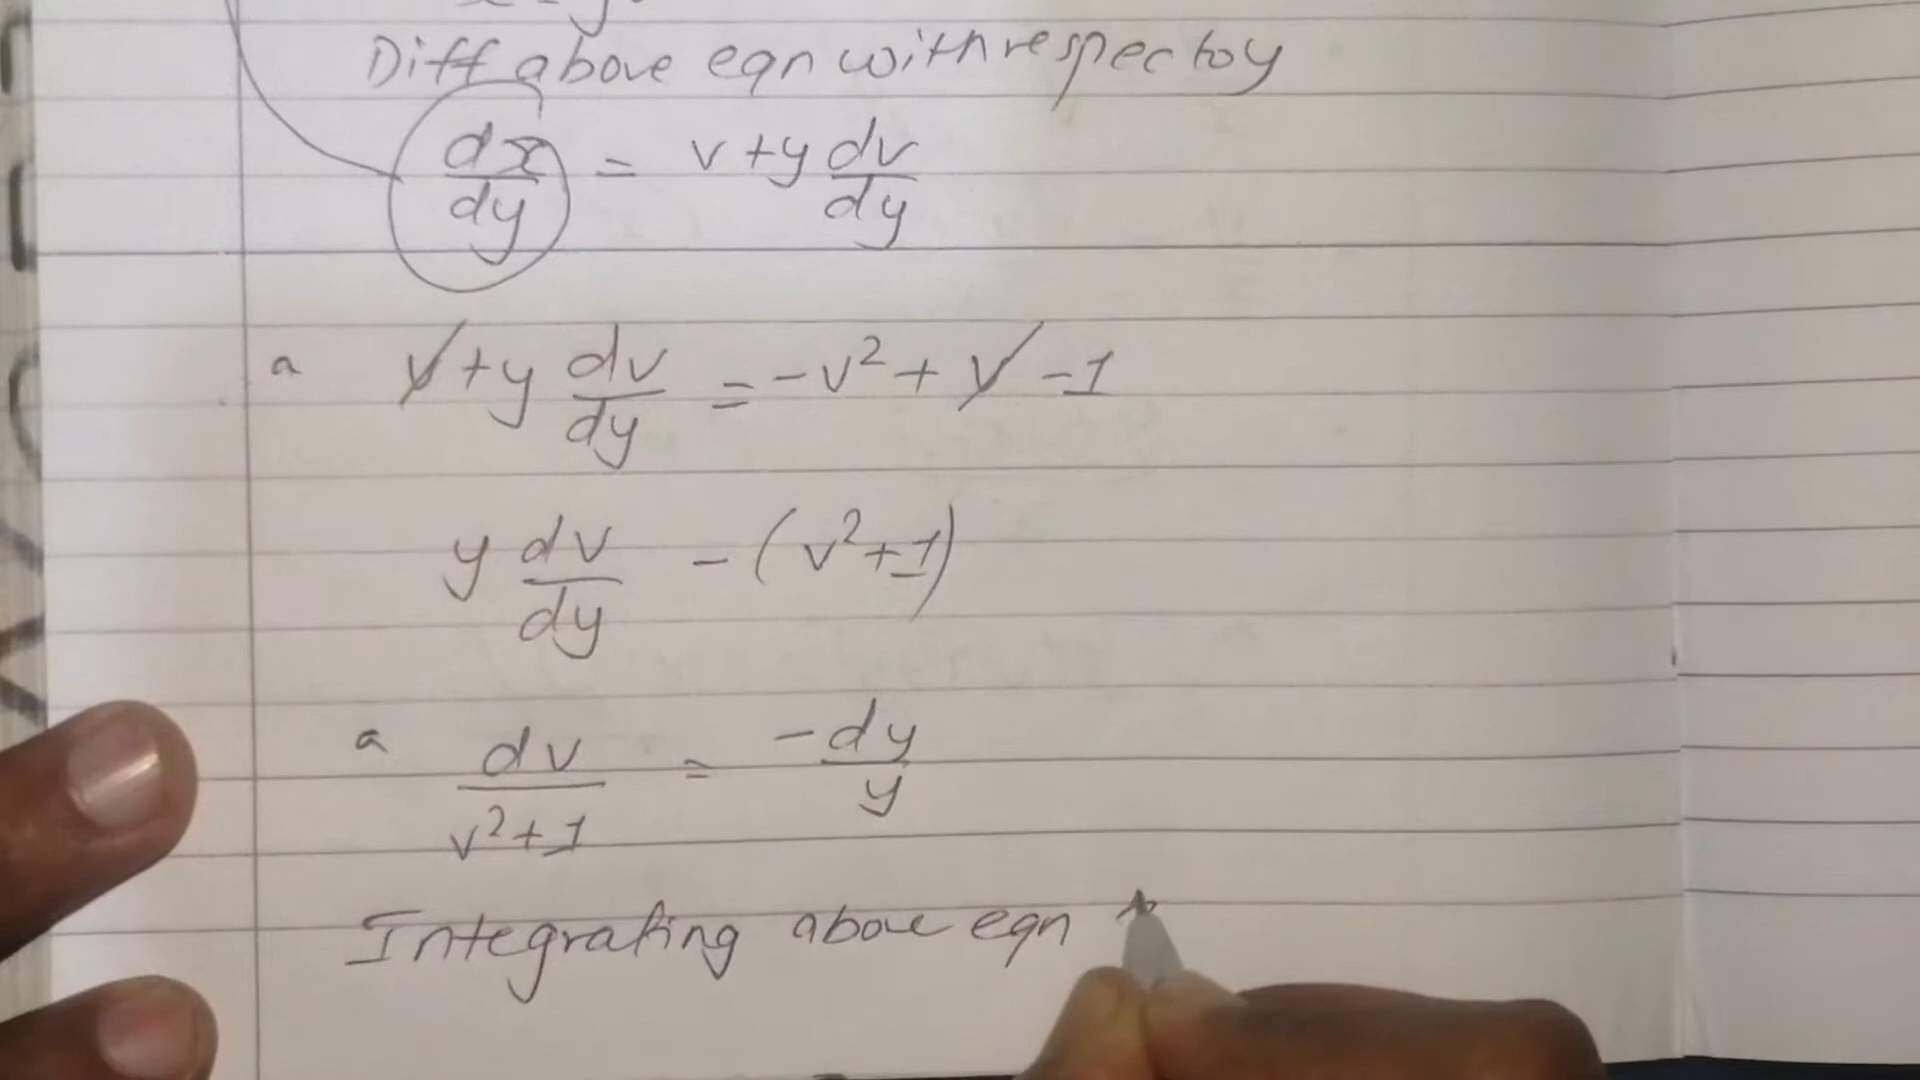 Diff above eqn with respec to y
dx/dy = v + y dv/dy
a v + y dv/dy = -v² + v - 1
y dv/dy - (v² + 1)
a dv/v²+1 = -dy/y
Integrating above eqn